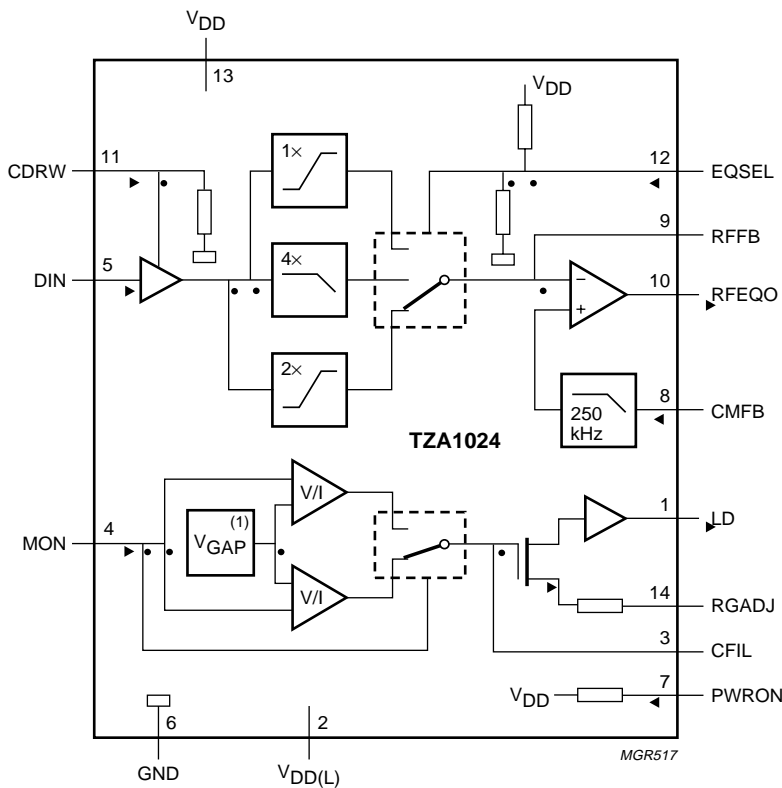 VDD
13
VDD
CDRW
11
1×
12
EQSEL
9
RFFB
DIN
5
4×
−
10
RFEQO
+
2×
8
CMFB
250
kHz
TZA1024
V/I
1
LD
MON
4
(1)
VGAP
V/I
14
RGADJ
3
CFIL
7
VDD
PWRON
6
2
GND
VDD(L)
MGR517